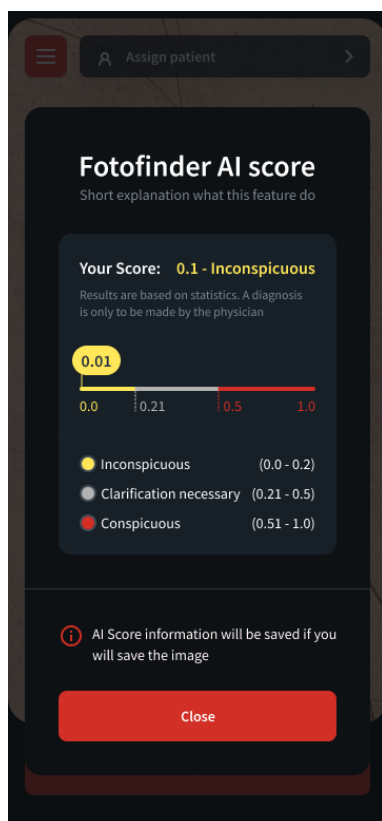 Assign patient
Fotofinder AI score
Short explanation what this feature do
Your Score: 0.1 - Inconspicuous
Results are based on statistics. A diagnosis
is only to be made by the physician
0.01
0.0 0.21 0.5 1.0
Inconspicuous (0.0 - 0.2)
Clarification necessary (0.21 - 0.5)
Conspicuous (0.51 - 1.0)
AI Score information will be saved if you
will save the image
Close